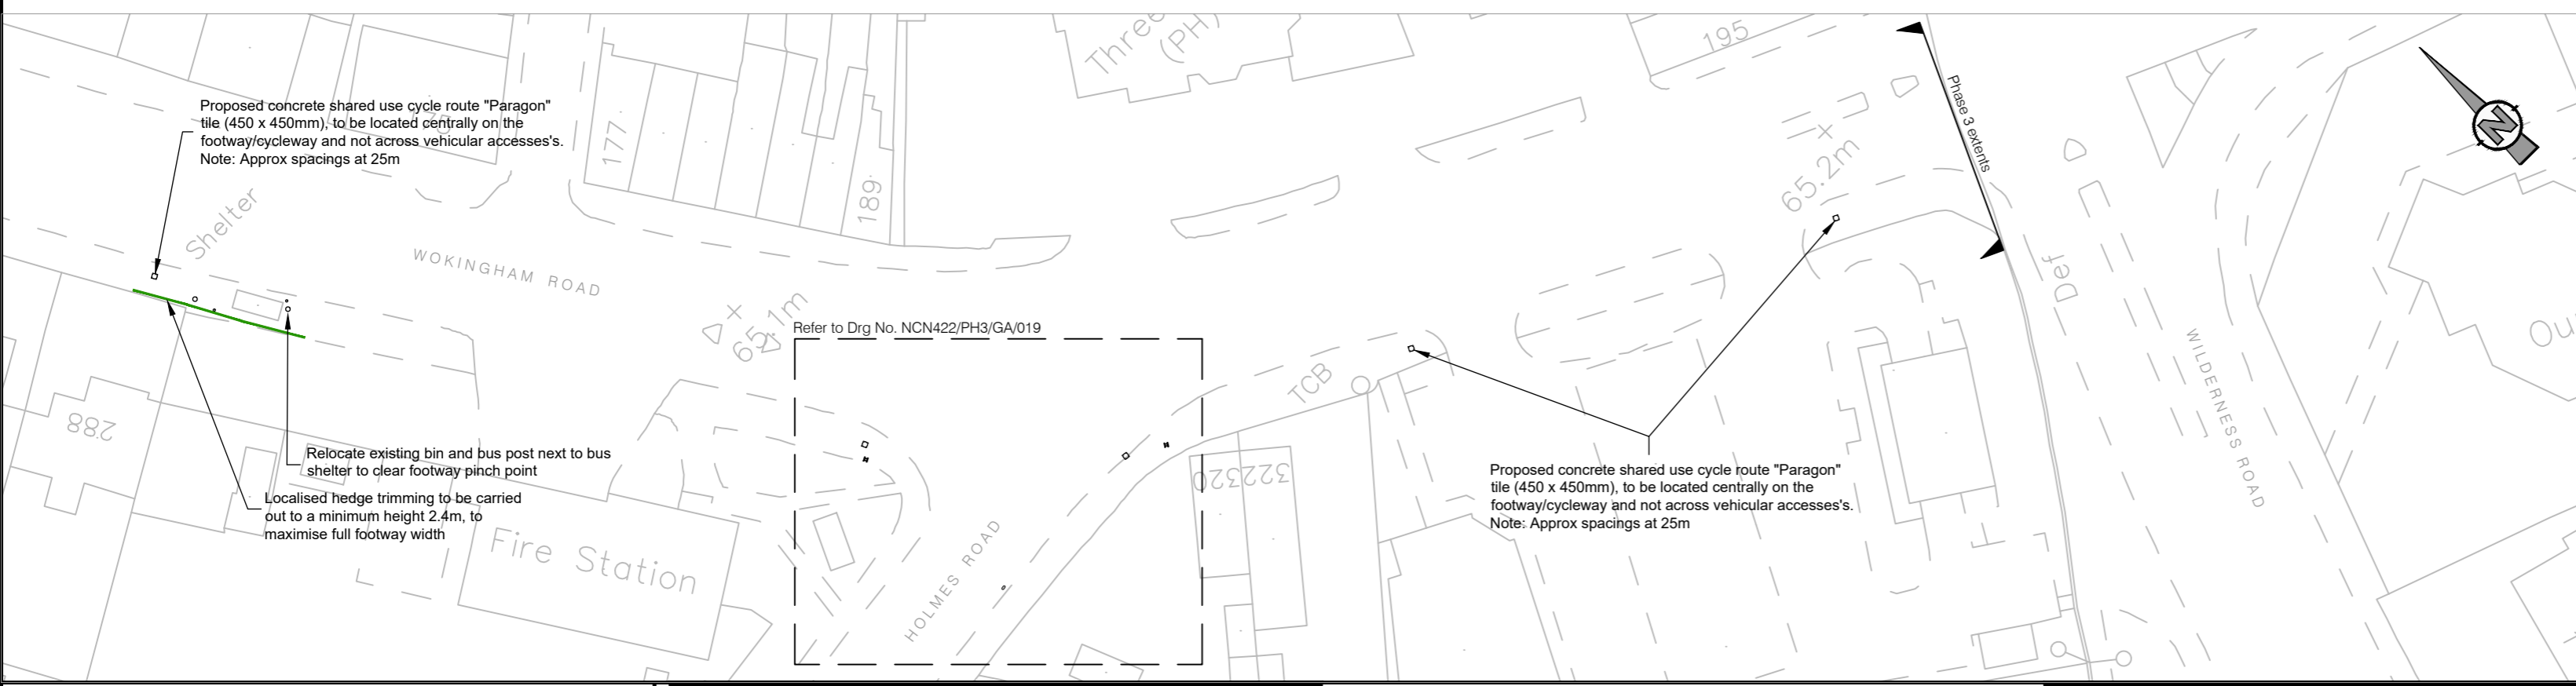 Three
(PH)
195
Phase 3 extents
N
Proposed concrete shared use cycle route "Paragon"
tile (450 x 450mm), to be located centrally on the
footway/cycleway and not across vehicular accesses's.
Note: Approx spacings at 25m
177
189
65.2m
Shelter
WOKINGHAM ROAD
Def
65.1m
Refer to Drg No. NCN422/PH3/GA/019
TCB
WILDERNESS ROAD
288
Relocate existing bin and bus post next to bus
shelter to clear footway pinch point
Localised hedge trimming to be carried
out to a minimum height 2.4m, to
maximise full footway width
Fire Station
HOLMES ROAD
322320
Proposed concrete shared use cycle route "Paragon"
tile (450 x 450mm), to be located centrally on the
footway/cycleway and not across vehicular accesses's.
Note: Approx spacings at 25m